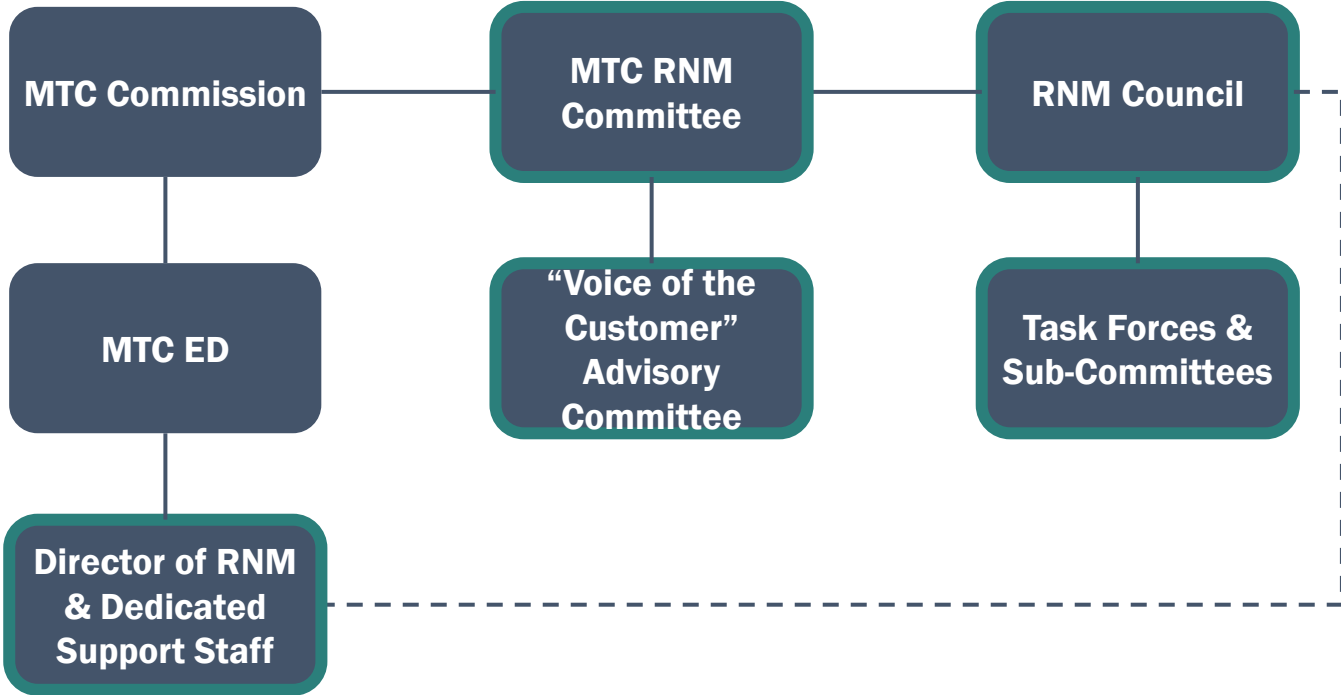 MTC Commission
MTC RNM
Committee
RNM Council
MTC ED
“Voice of the
Customer”
Advisory
Committee
Task Forces &
Sub-Committees
Director of RNM
& Dedicated
Support Staff